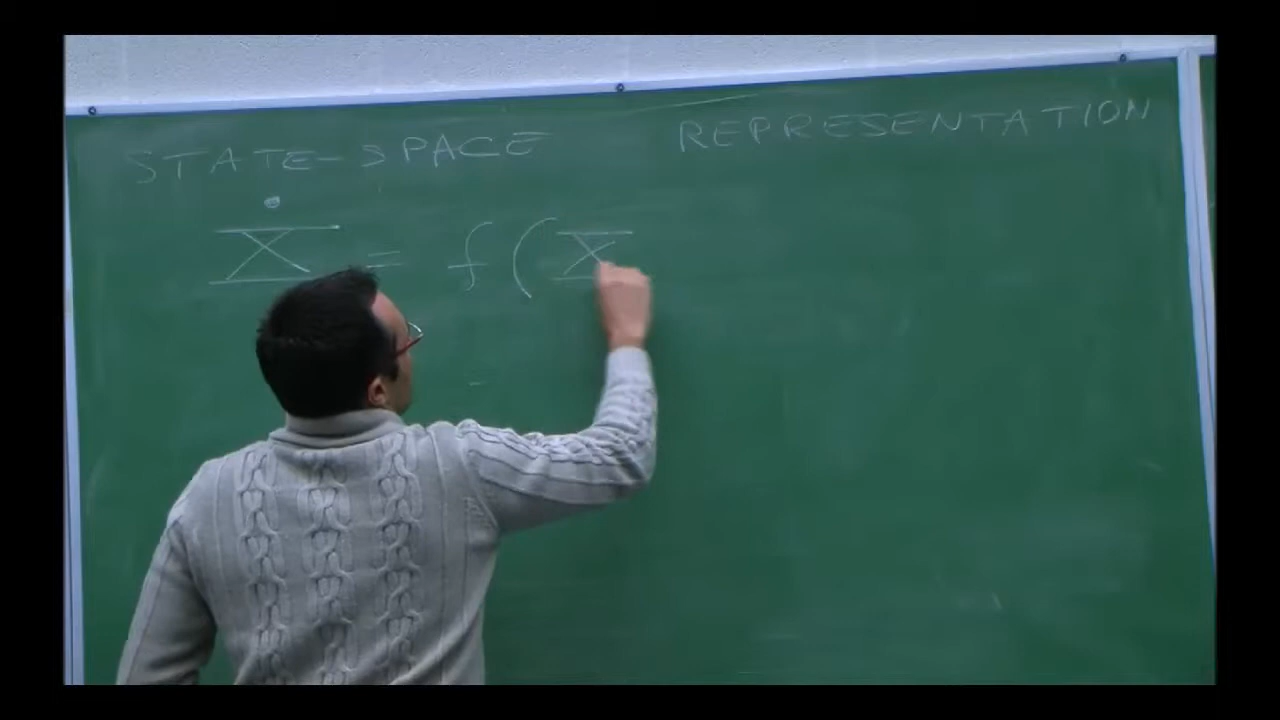 STATE-SPACE REPRESENTATION
Ẋ = f(X